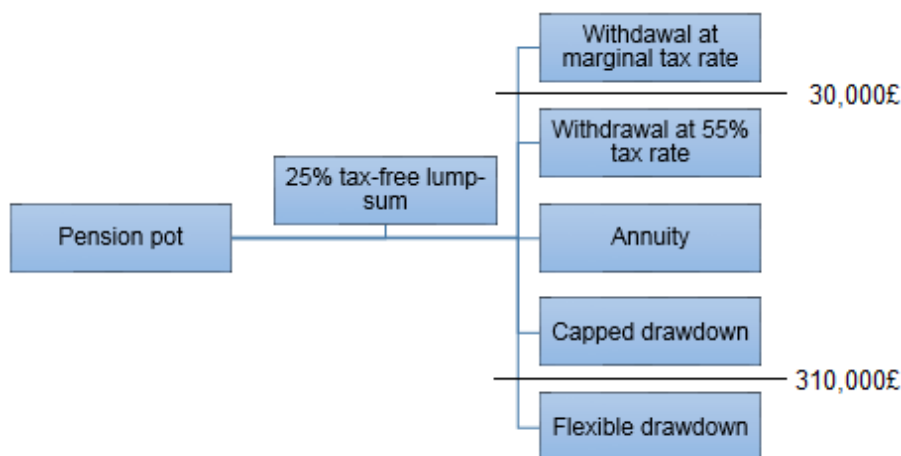 Pension pot
25% tax-free lump-
sum
Withdawal at
marginal tax rate
30,000£
Withdrawal at 55%
tax rate
Annuity
Capped drawdown
310,000£
Flexible drawdown